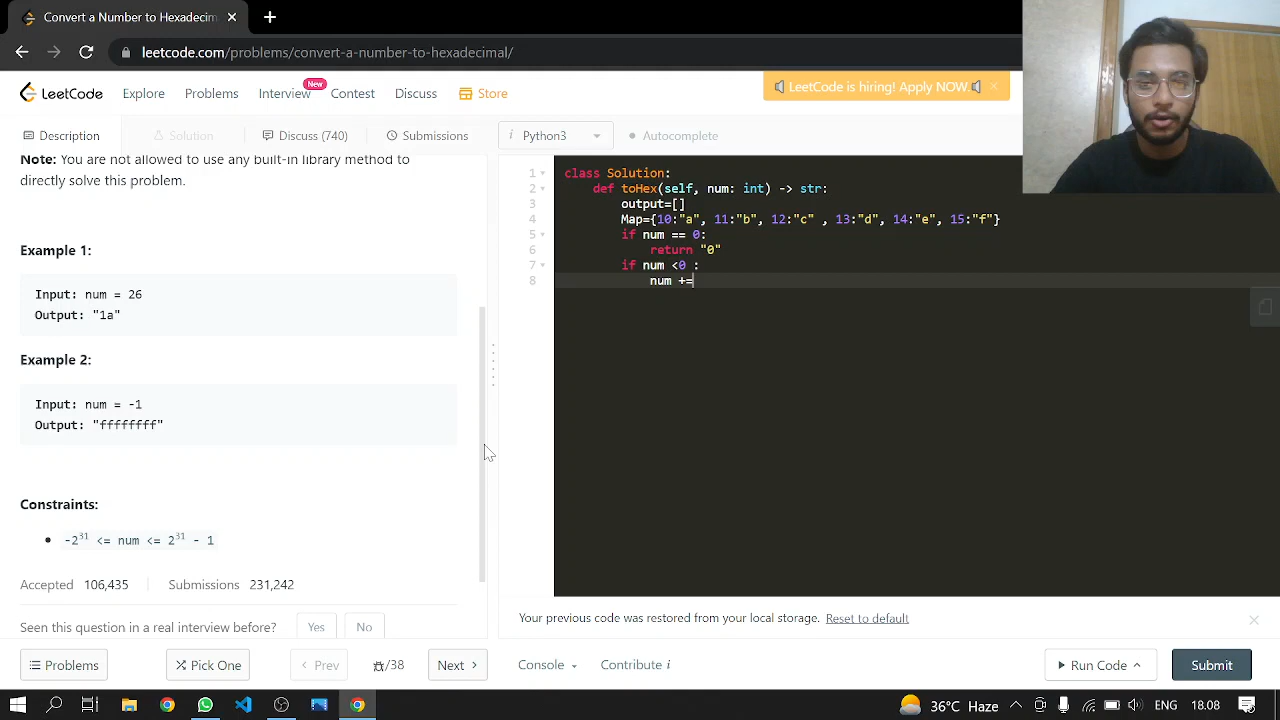 Convert a Number to Hexadecimal
leetcode.com/problems/convert-a-number-to-hexadecimal/
LeetCode
Explore
Problems
Interview
New
Contest
Discuss
Store
LeetCode is hiring! Apply NOW.
Description
Solution
Discuss (740)
Submissions
i Python3
Autocomplete
Note: You are not allowed to use any built-in library method to
directly solve this problem.
Example 1:
Input: num = 26
Output: "1a"
Example 2:
Input: num = -1
Output: "ffffffff"
Constraints:
-2^31 <= num <= 2^31 - 1
Accepted 106,435
Submissions 231,242
Seen this question in a real interview before?
Yes
No
1 class Solution:
2 def toHex(self, num: int) -> str:
3 output=[]
4 Map={10:"a", 11:"b", 12:"c" , 13:"d", 14:"e", 15:"f"}
5 if num == 0:
6 return "0"
7 if num <0 :
8 num +=
Your previous code was restored from your local storage. Reset to default
Problems
Pick One
Prev
/38
Next
Console
Contribute i
Run Code
Submit
36°C Haze
ENG
18.08